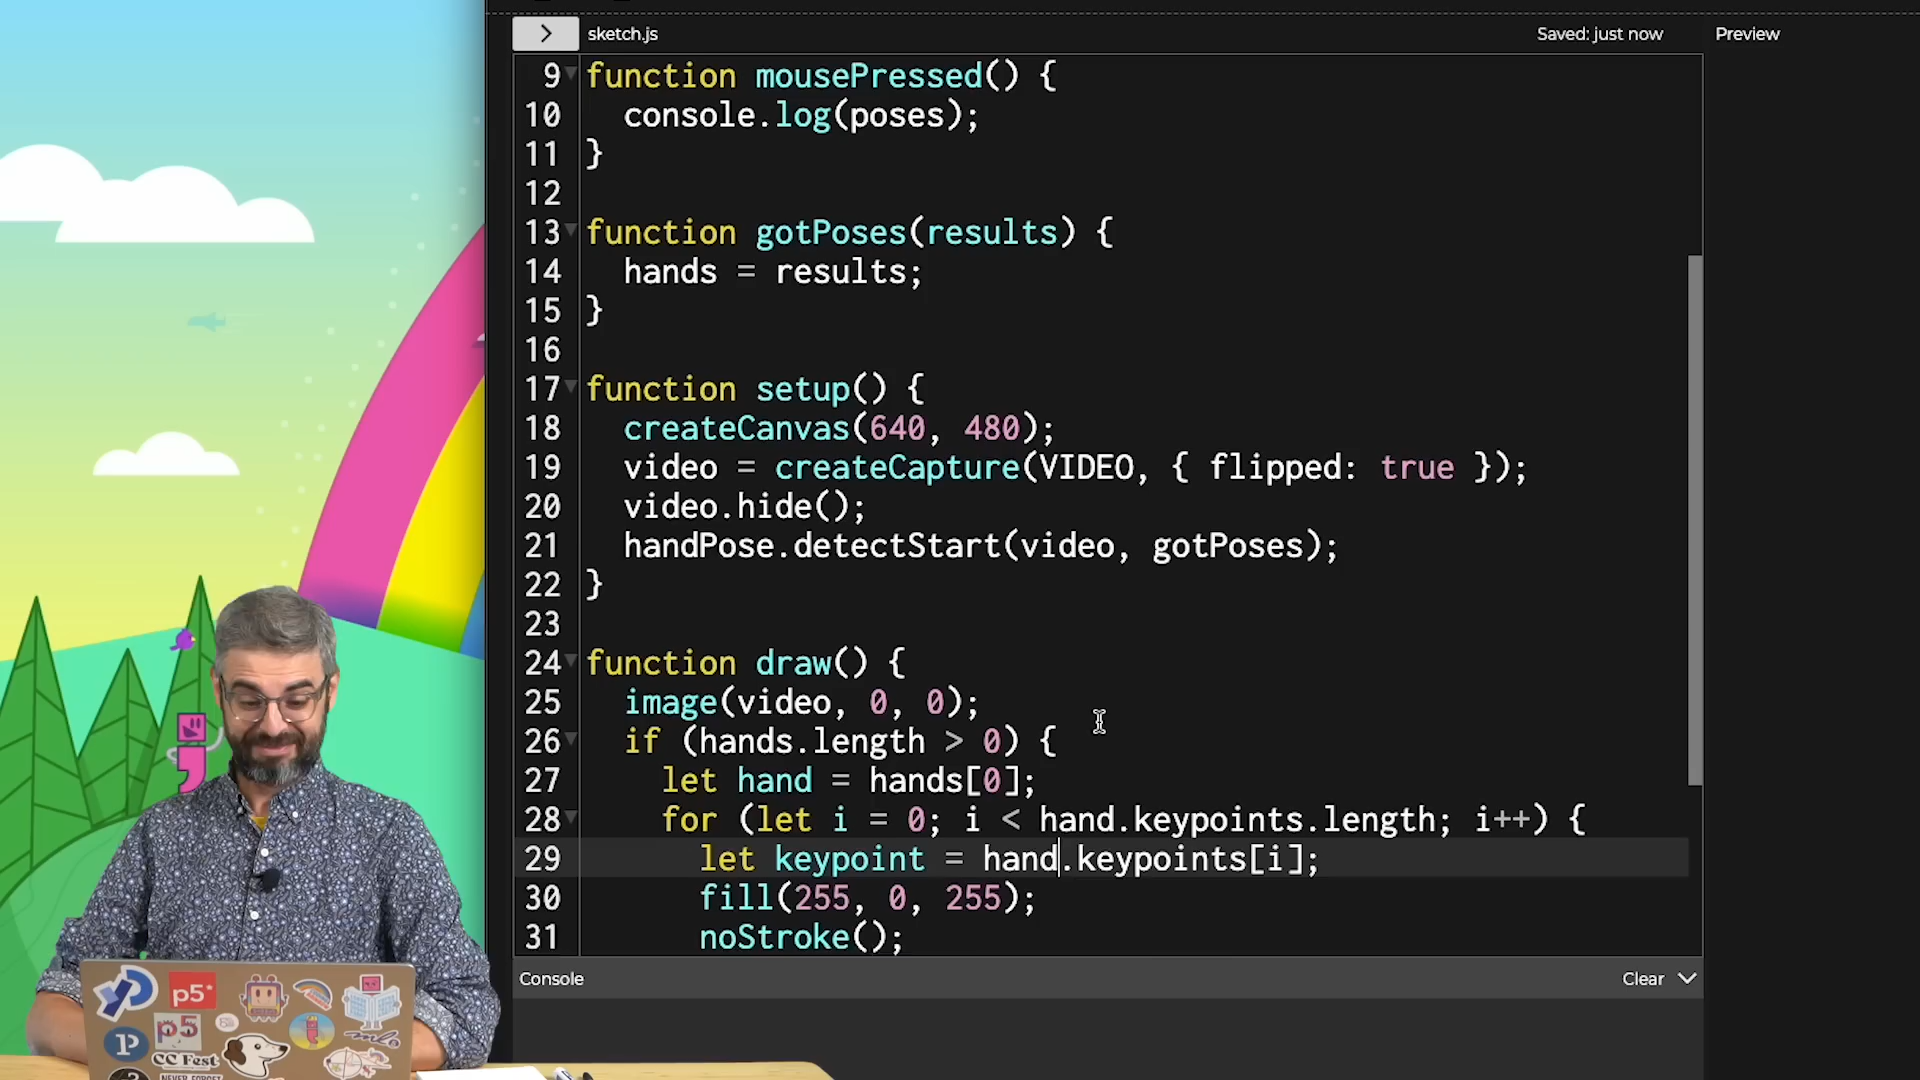 sketch.js
Saved: just now
Preview
9 function mousePressed() {
10 console.log(poses);
11 }
12
13 function gotPoses(results) {
14 hands = results;
15 }
16
17 function setup() {
18 createCanvas(640, 480);
19 video = createCapture(VIDEO, { flipped: true });
20 video.hide();
21 handPose.detectStart(video, gotPoses);
22 }
23
24 function draw() {
25 image(video, 0, 0);
26 if (hands.length > 0) {
27 let hand = hands[0];
28 for (let i = 0; i < hand.keypoints.length; i++) {
29 let keypoint = hand.keypoints[i];
30 fill(255, 0, 255);
31 noStroke();
Console
Clear
p5*
p5
CC Fest
NEVER FORGET